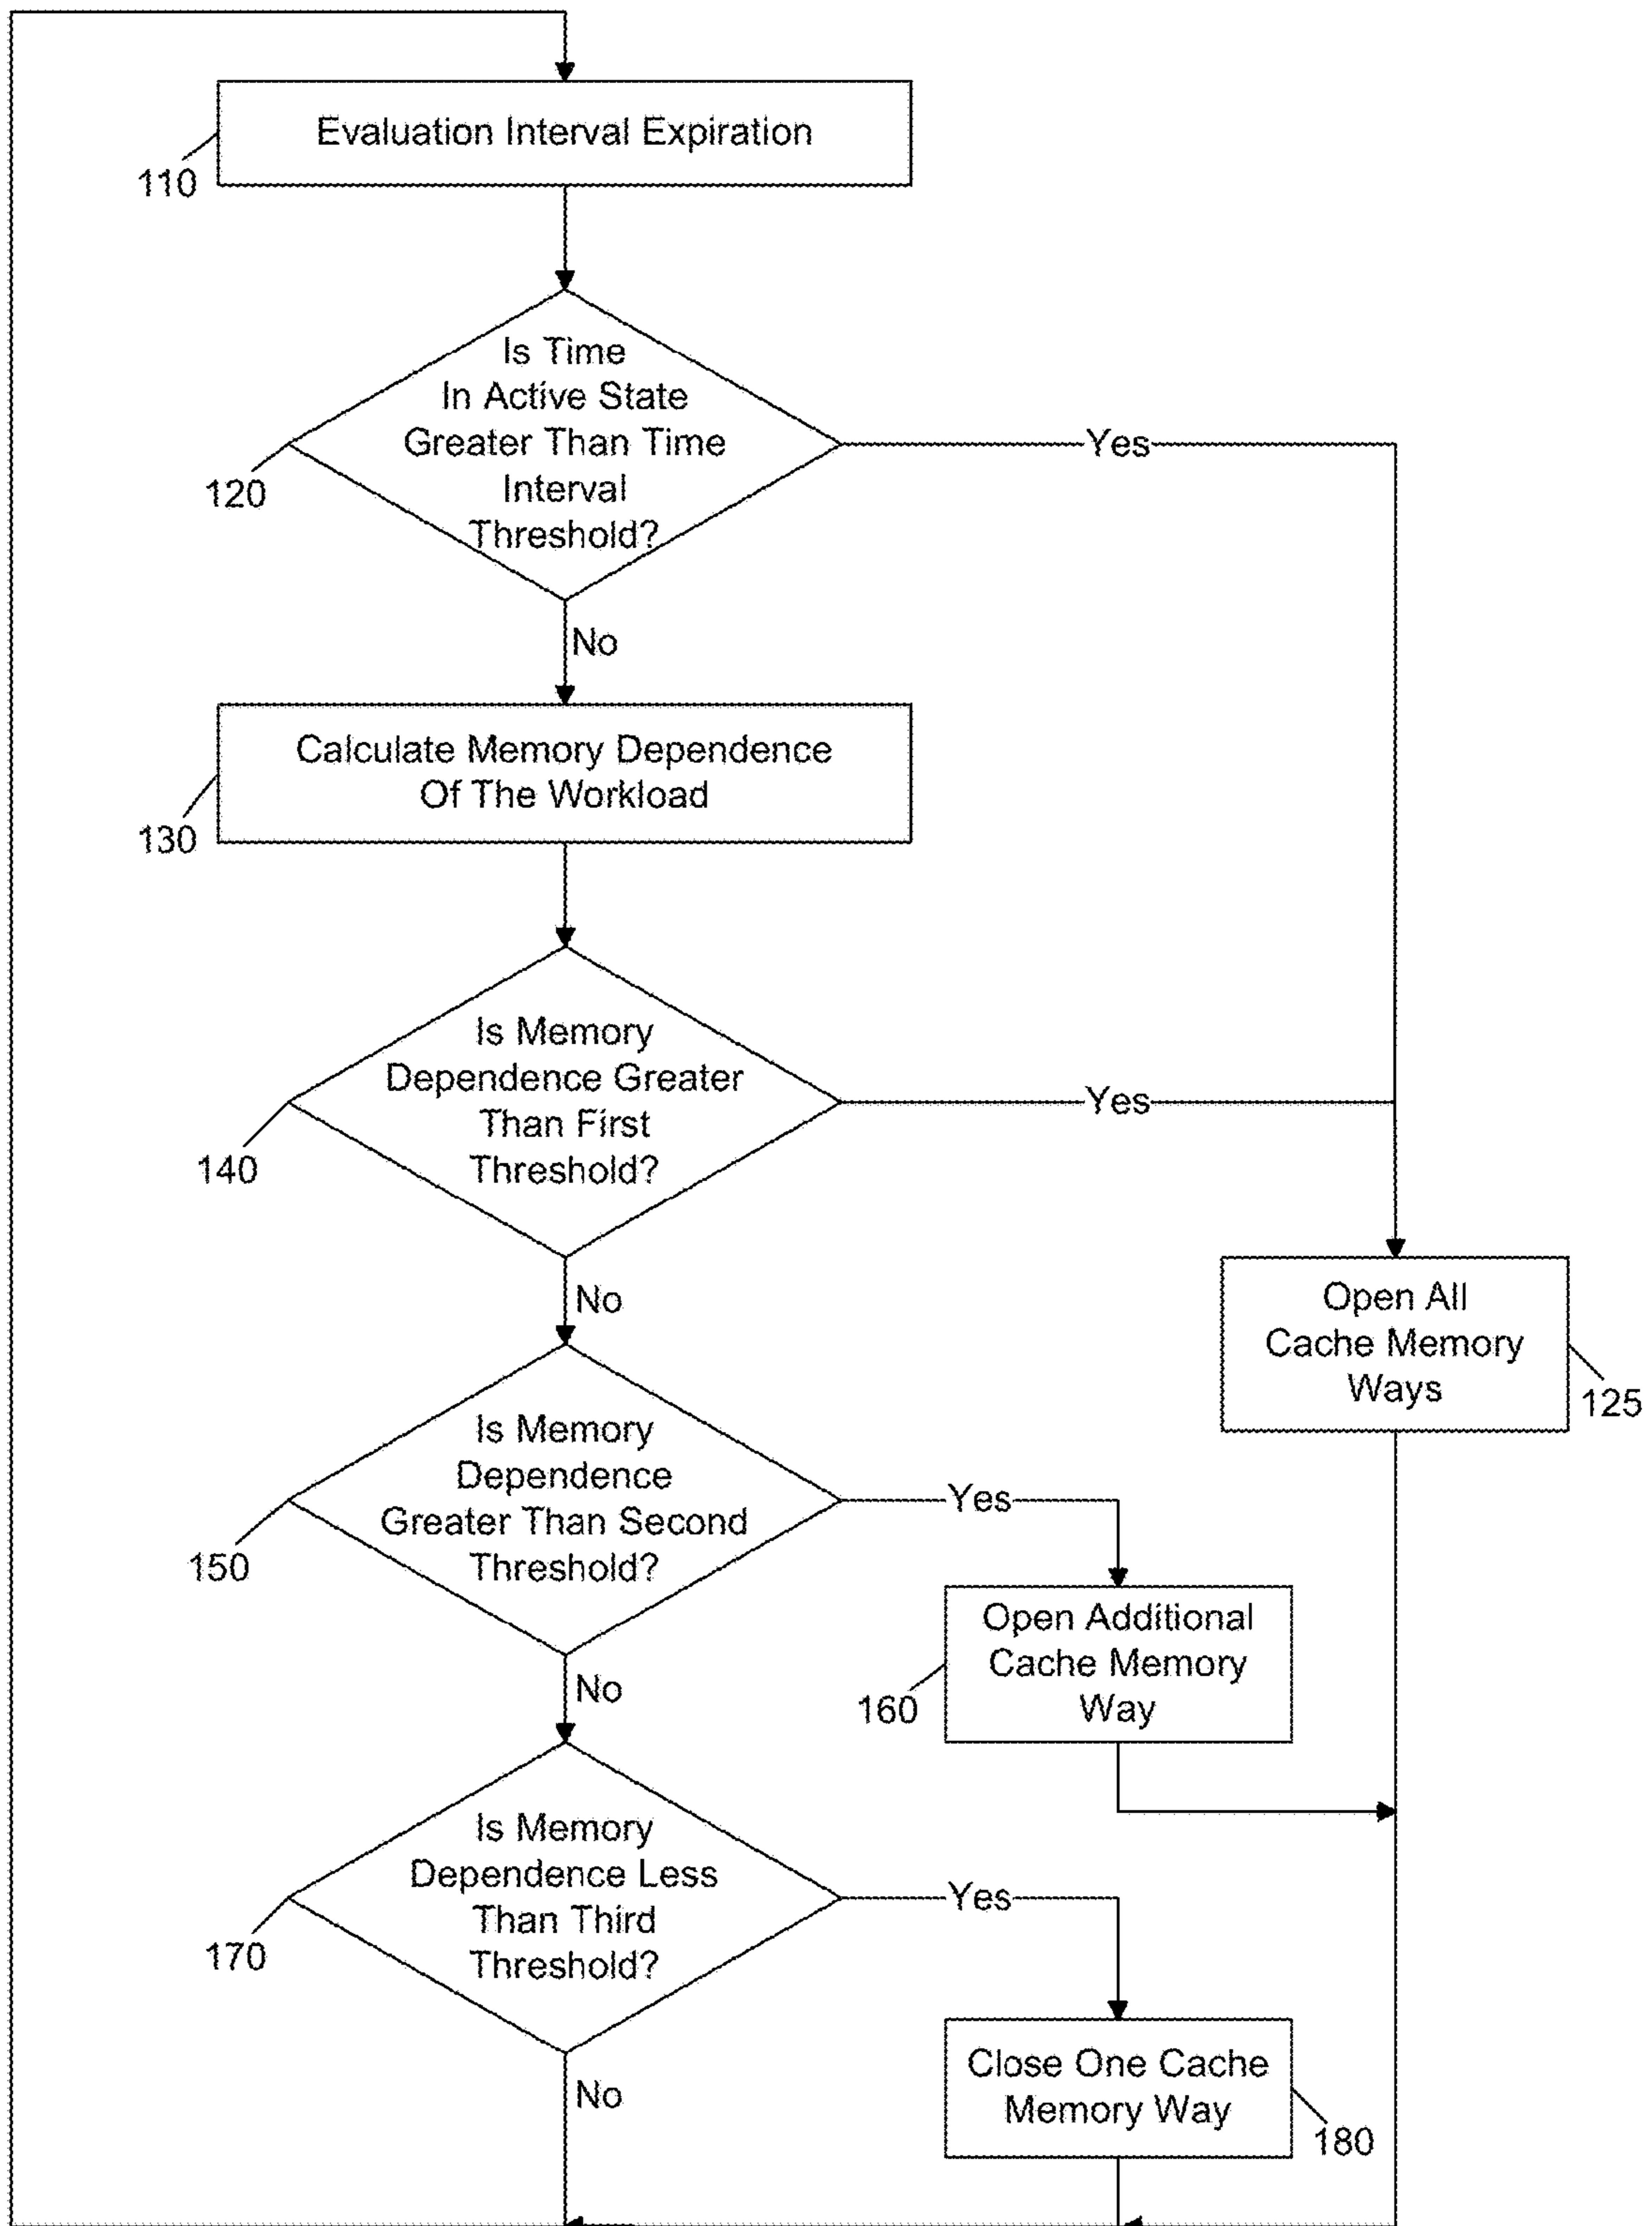 Evaluation Interval Expiration
110
Is Time
In Active State
Greater Than Time
Interval
Threshold?
Yes
120
No
Calculate Memory Dependence
Of The Workload
130
Is Memory
Dependence Greater
Than First
Threshold?
Yes
140
No
Open All
Cache Memory
Ways
125
Is Memory
Dependence
Greater Than Second
Threshold?
Yes
150
No
Open Additional
Cache Memory
Way
160
Is Memory
Dependence Less
Than Third
Threshold?
Yes
170
No
Close One Cache
Memory Way
180